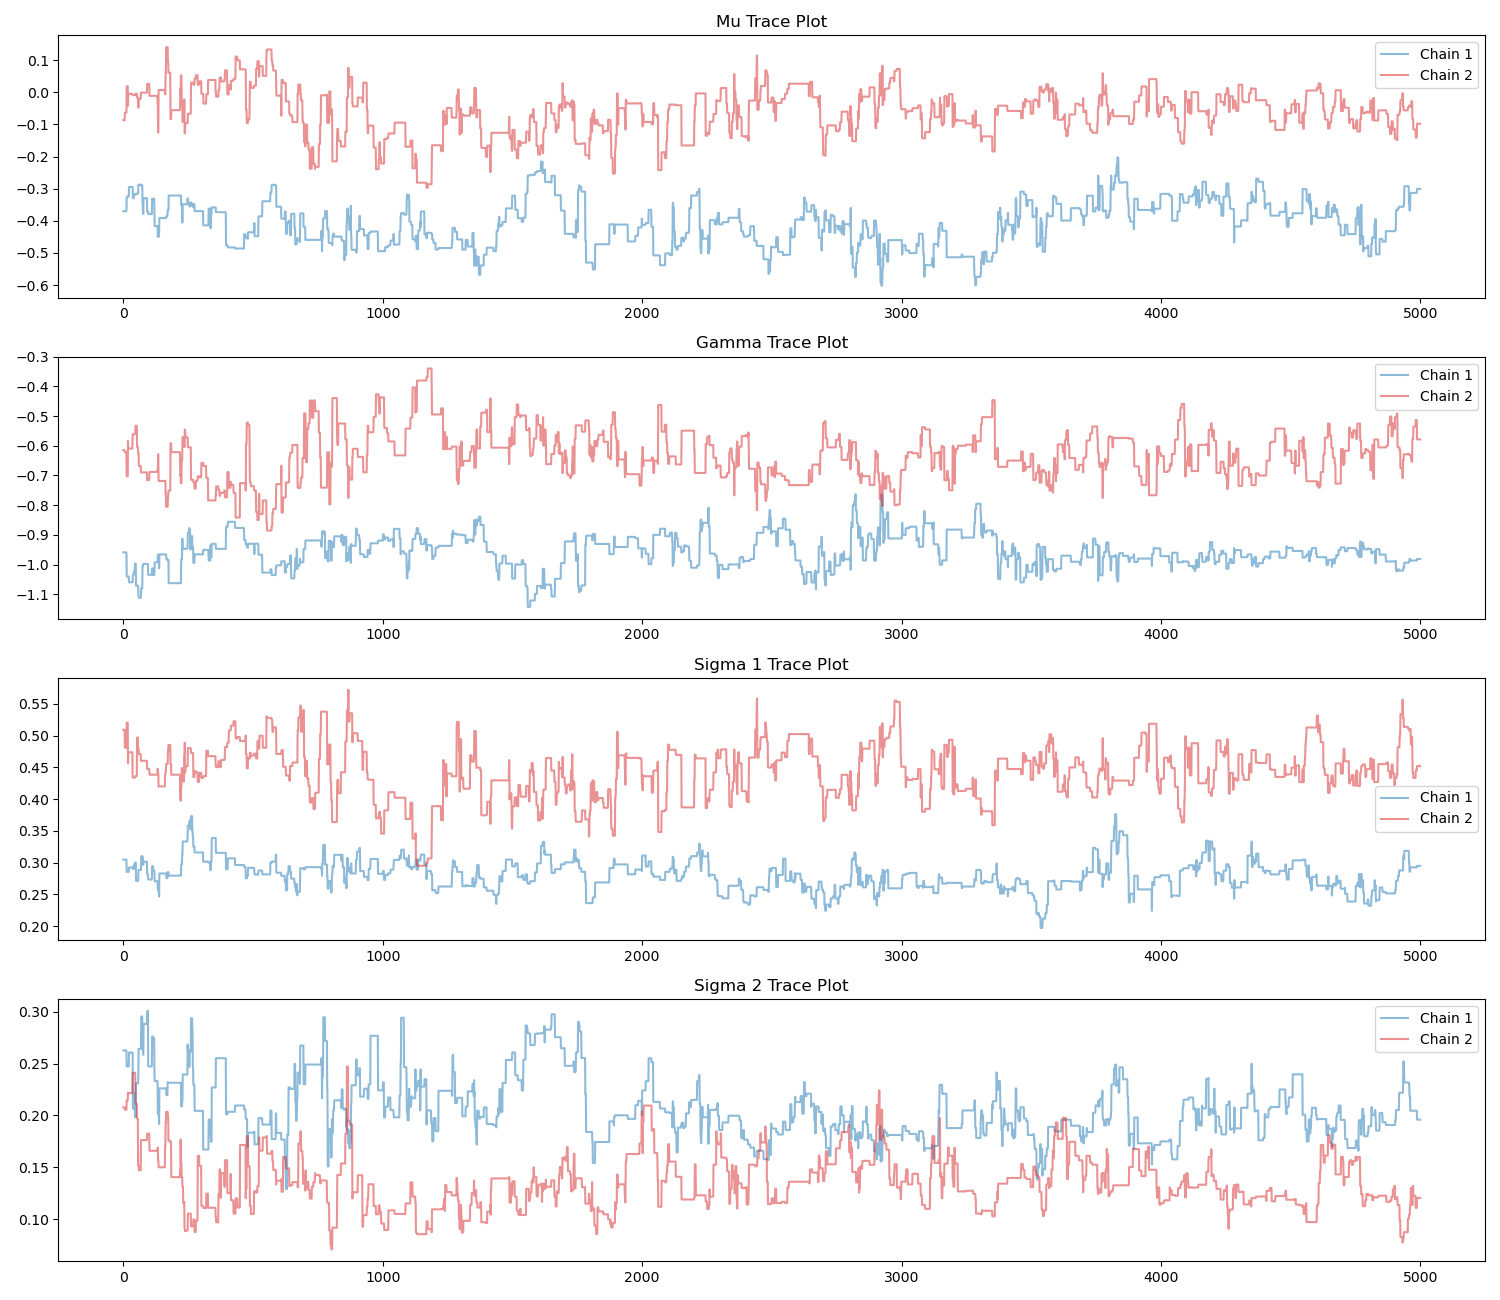 Mu Trace Plot
0.1
0.0
−0.1
−0.2
−0.3
−0.4
−0.5
−0.6
Chain 1
Chain 2
0 1000 2000 3000 4000 5000
Gamma Trace Plot
−0.3
−0.4
−0.5
−0.6
−0.7
−0.8
−0.9
−1.0
−1.1
Chain 1
Chain 2
0 1000 2000 3000 4000 5000
Sigma 1 Trace Plot
0.55
0.50
0.45
0.40
0.35
0.30
0.25
0.20
Chain 1
Chain 2
0 1000 2000 3000 4000 5000
Sigma 2 Trace Plot
0.30
0.25
0.20
0.15
0.10
Chain 1
Chain 2
0 1000 2000 3000 4000 5000